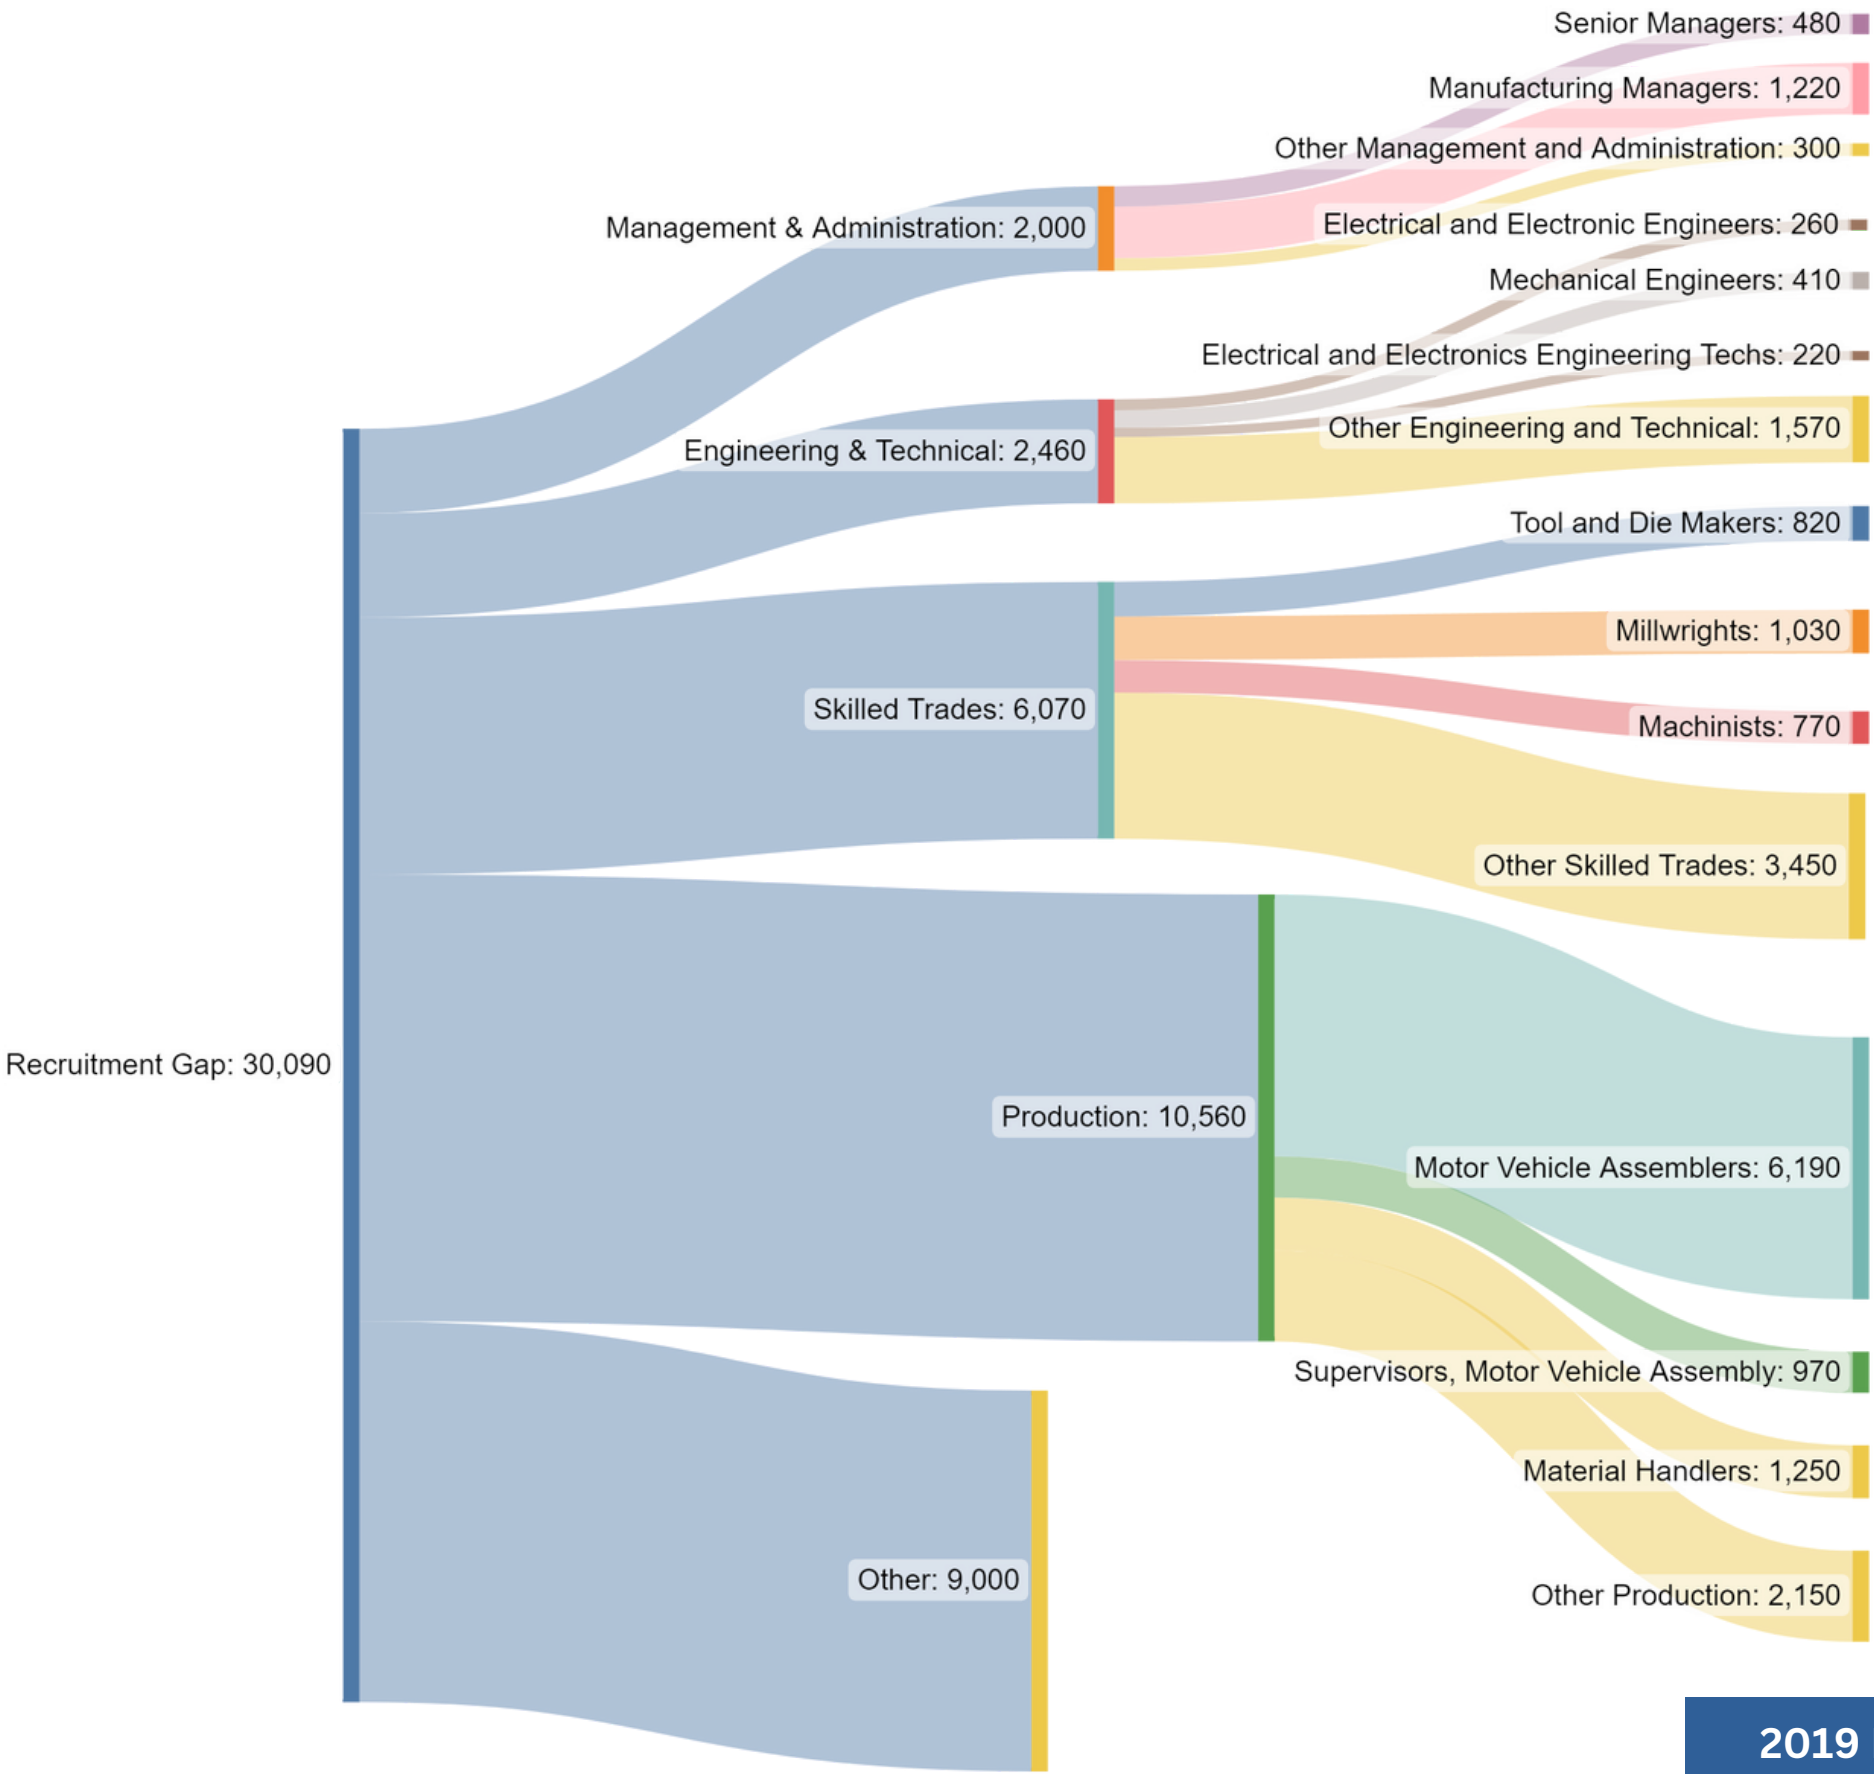 Senior Managers: 480
Manufacturing Managers: 1,220
Other Management and Administration: 300
Management & Administration: 2,000
Electrical and Electronic Engineers: 260
Mechanical Engineers: 410
Electrical and Electronics Engineering Techs: 220
Engineering & Technical: 2,460
Other Engineering and Technical: 1,570
Tool and Die Makers: 820
Millwrights: 1,030
Skilled Trades: 6,070
Machinists: 770
Other Skilled Trades: 3,450
Recruitment Gap: 30,090
Production: 10,560
Motor Vehicle Assemblers: 6,190
Supervisors, Motor Vehicle Assembly: 970
Material Handlers: 1,250
Other: 9,000
Other Production: 2,150
2019